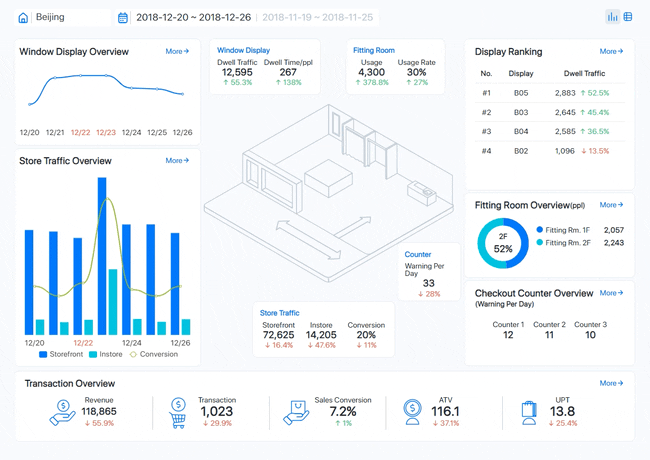 Beijing
2018-12-20 ~ 2018-12-26
2018-11-19 ~ 2018-11-25
Window Display Overview
More →
12/20 12/21 12/22 12/23 12/24 12/25 12/26
Window Display
Dwell Traffic Dwell Time/ppl
12,595 267
↑ 55.3% ↑ 138%
Fitting Room
Usage Usage Rate
4,300 30%
↑ 378.8% ↑ 27%
Display Ranking
More →
No. Display Dwell Traffic
#1 B05 2,883 ↑ 52.5%
#2 B03 2,645 ↑ 45.4%
#3 B04 2,585 ↑ 36.5%
#4 B02 1,096 ↓ 13.5%
Store Traffic Overview
More →
12/20 12/22 12/24 12/26
Storefront Instore Conversion
Counter
Warning Per
Day
33
↓ 28%
Store Traffic
Storefront Instore Conversion
72,625 14,205 20%
↓ 16.4% ↓ 47.6% ↓ 11%
Fitting Room Overview(ppl)
More →
2F
52%
Fitting Rm. 1F 2,057
Fitting Rm. 2F 2,243
Checkout Counter Overview
More →
(Warning Per Day)
Counter 1 Counter 2 Counter 3
12 11 10
Transaction Overview
More →
Revenue
118,865
↓ 55.9%
Transaction
1,023
↓ 29.9%
Sales Conversion
7.2%
↑ 1%
ATV
116.1
↓ 37.1%
UPT
13.8
↓ 25.4%